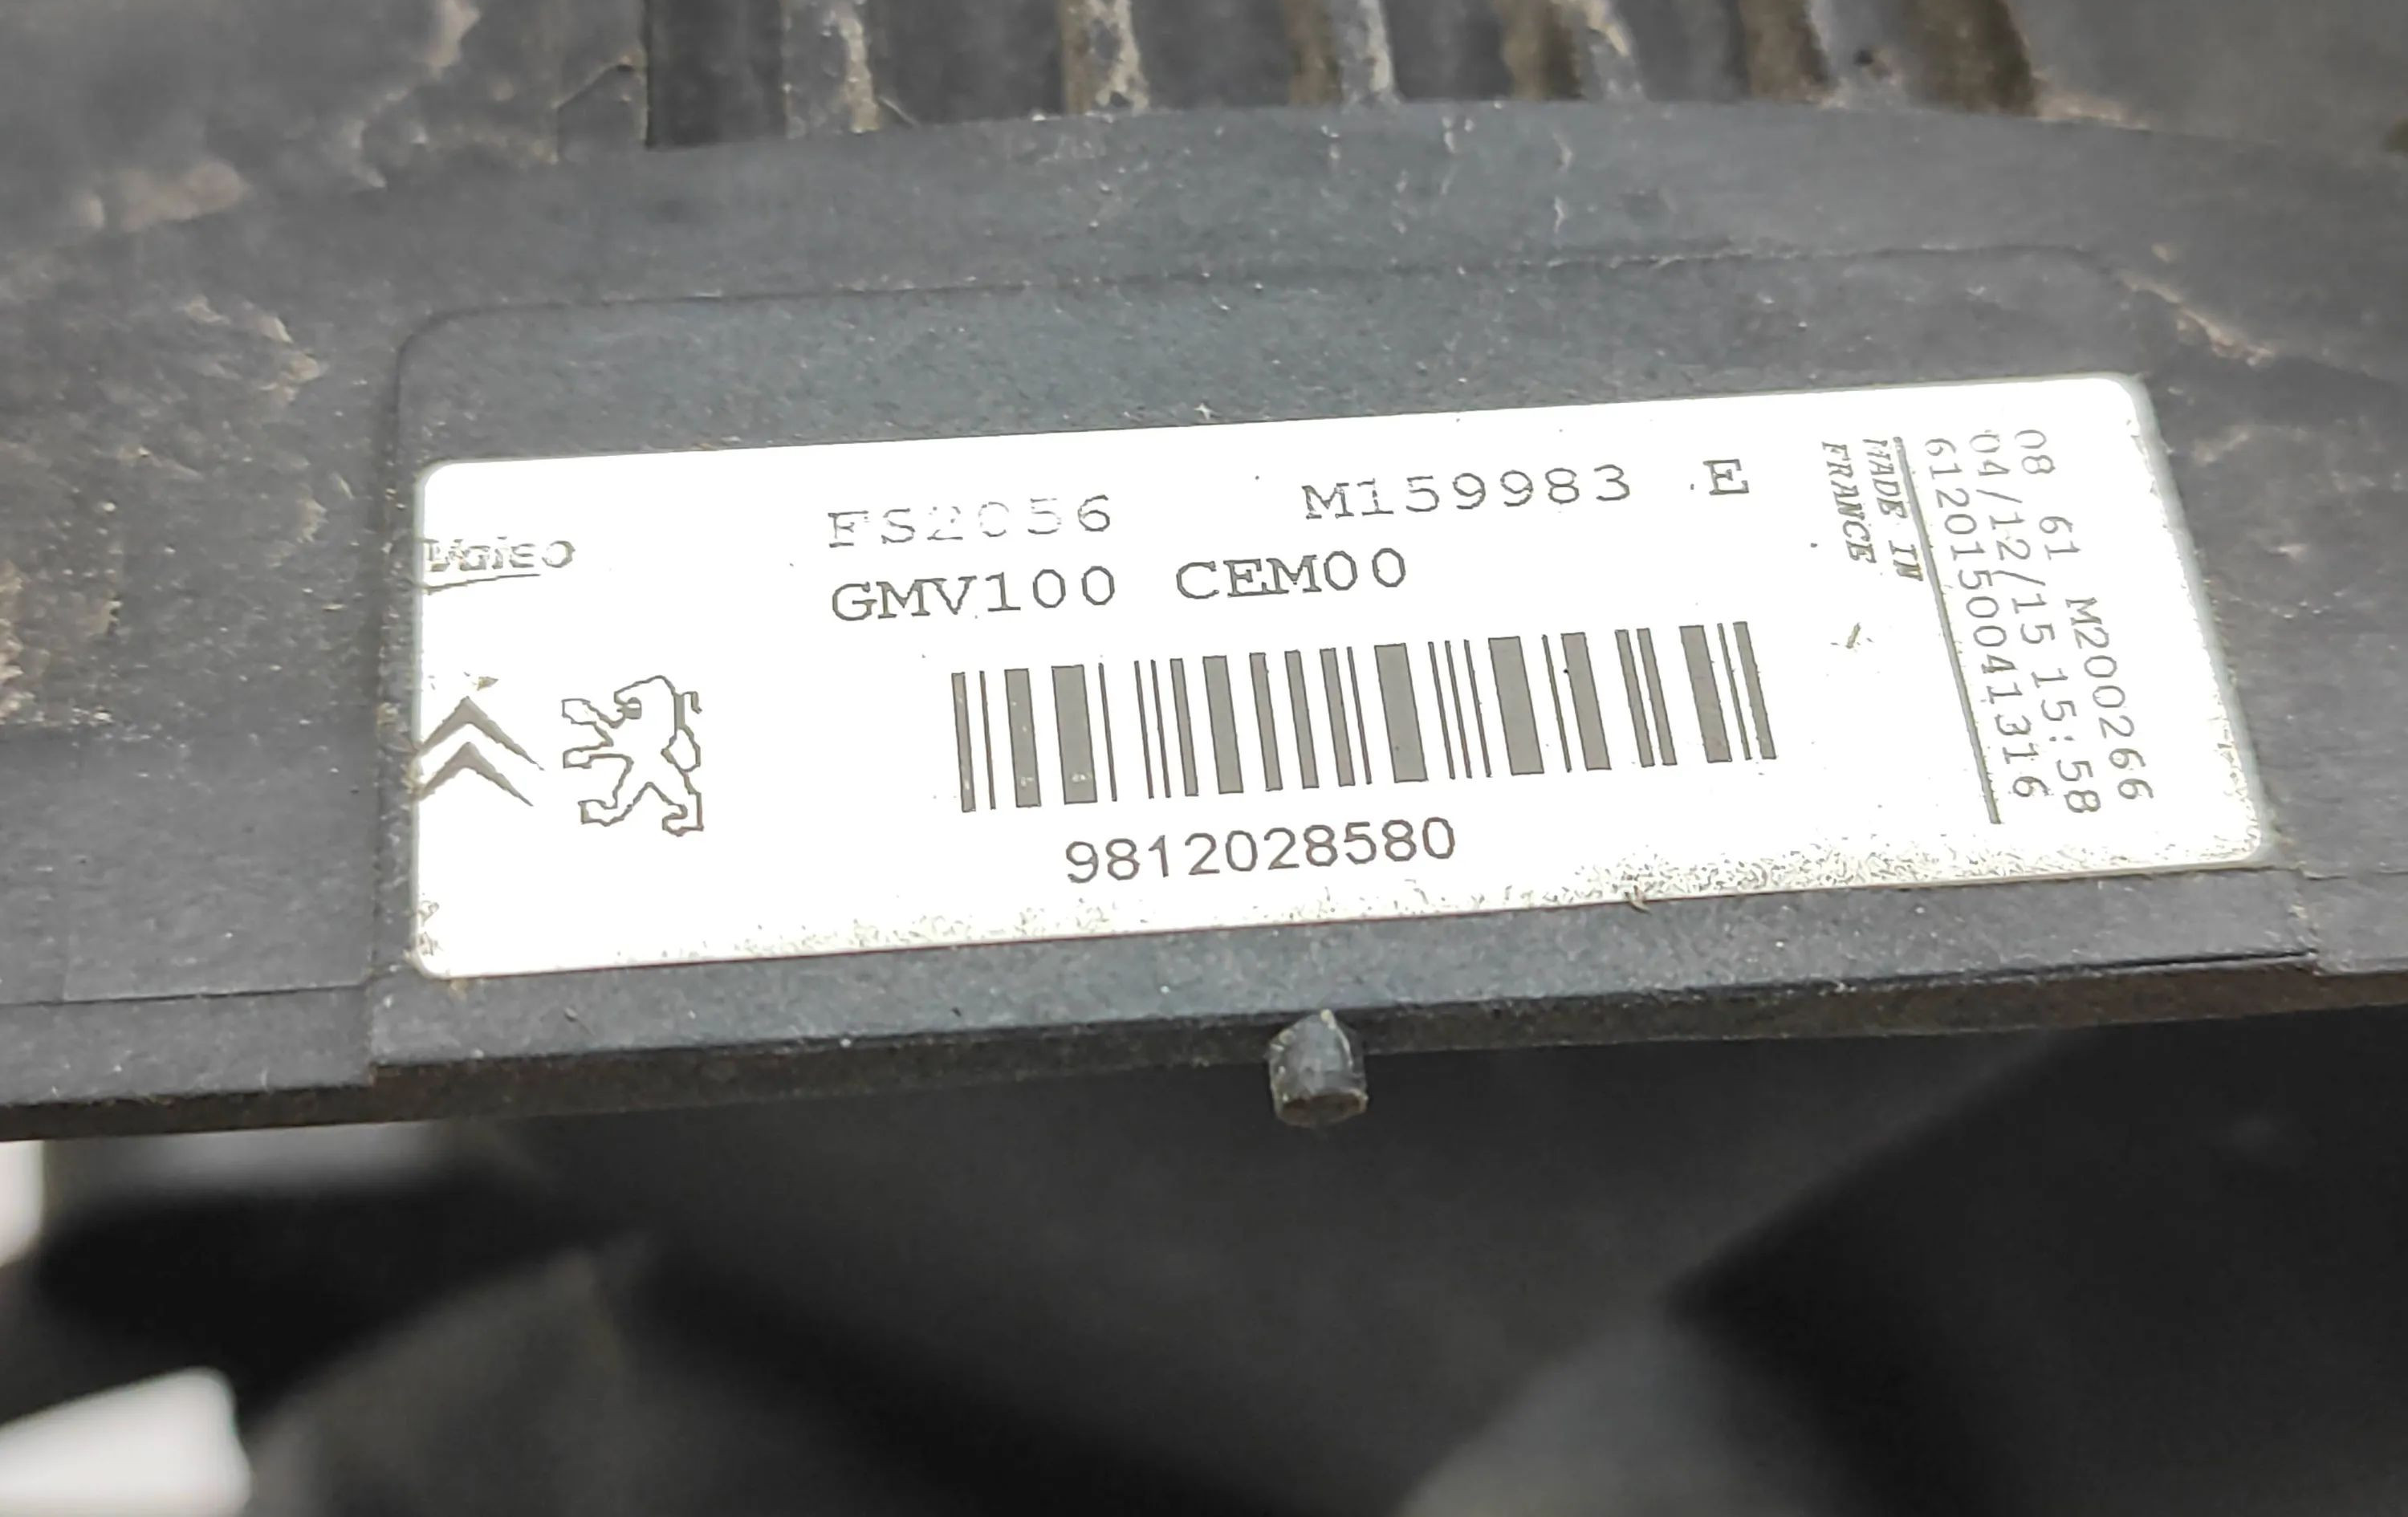 Valeo
FS2056 M159983 E
GMV100 CEM00
9812028580
MADE IN
FRANCE
08 61 M200266
04/12/15 15:58
6120150041316